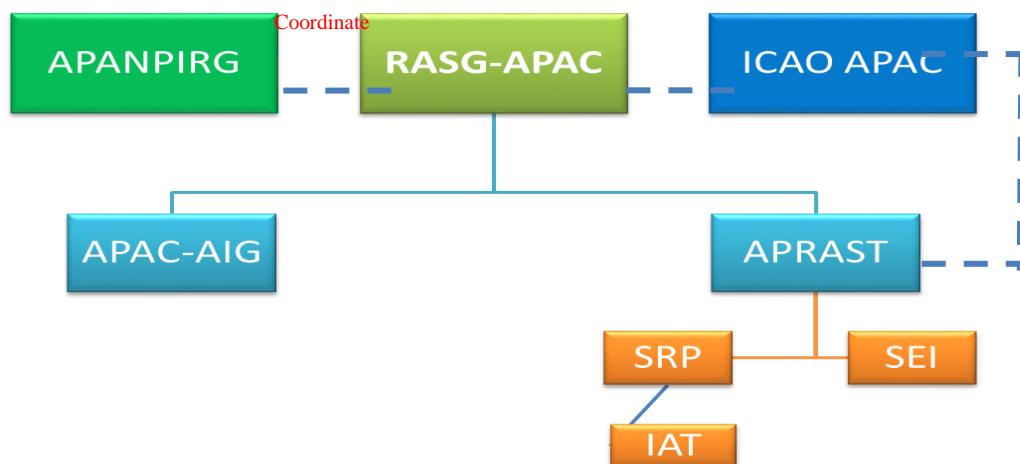 Coordinate
APANPIRG
RASG-APAC
ICAO APAC
APAC-AIG
APRAST
SRP
SEI
IAT